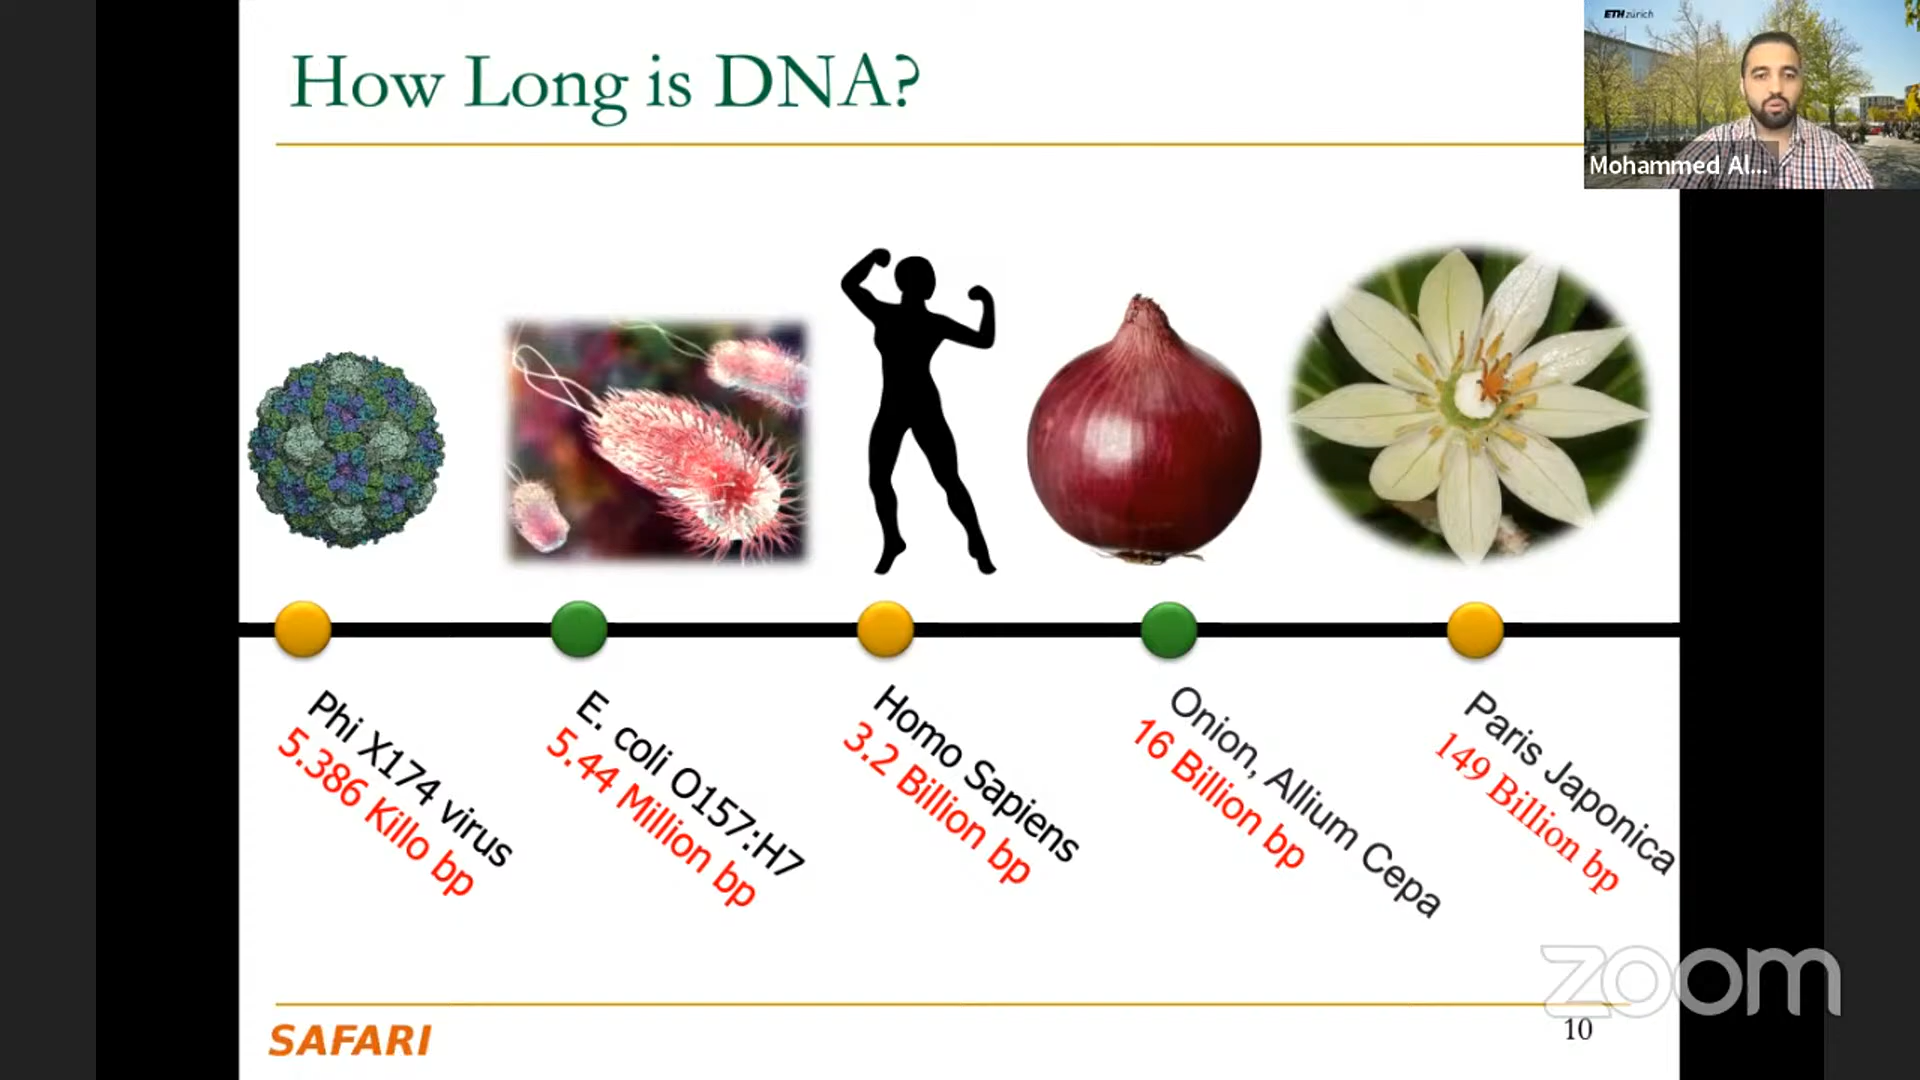 How Long is DNA?
ETH zürich
Mohammed Al...
Phi X174 virus
5.386 Killo bp
E. coli O157:H7
5.44 Million bp
Homo Sapiens
3.2 Billion bp
Onion, Allium Cepa
16 Billion bp
Paris Japonica
149 Billion bp
zoom
SAFARI
10